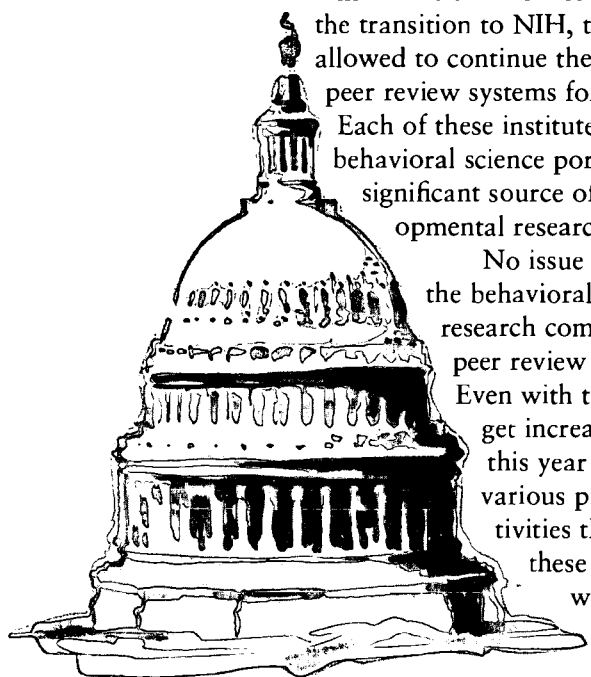 the transition to NIH, t
allowed to continue the
peer review systems fo
Each of these institute
behavioral science por
significant source of
opmental researc
No issue
the behavioral
research com
peer review
Even with t
get increa
this year
various p
tivities th
these
w